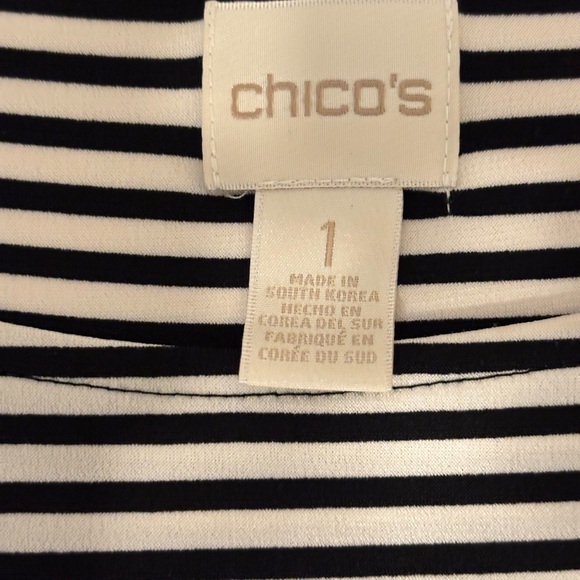 chico's
1
MADE IN
SOUTH KOREA
HECHO EN
COREA DEL SUR
FABRIQUÉ EN
CORÉE DU SUD